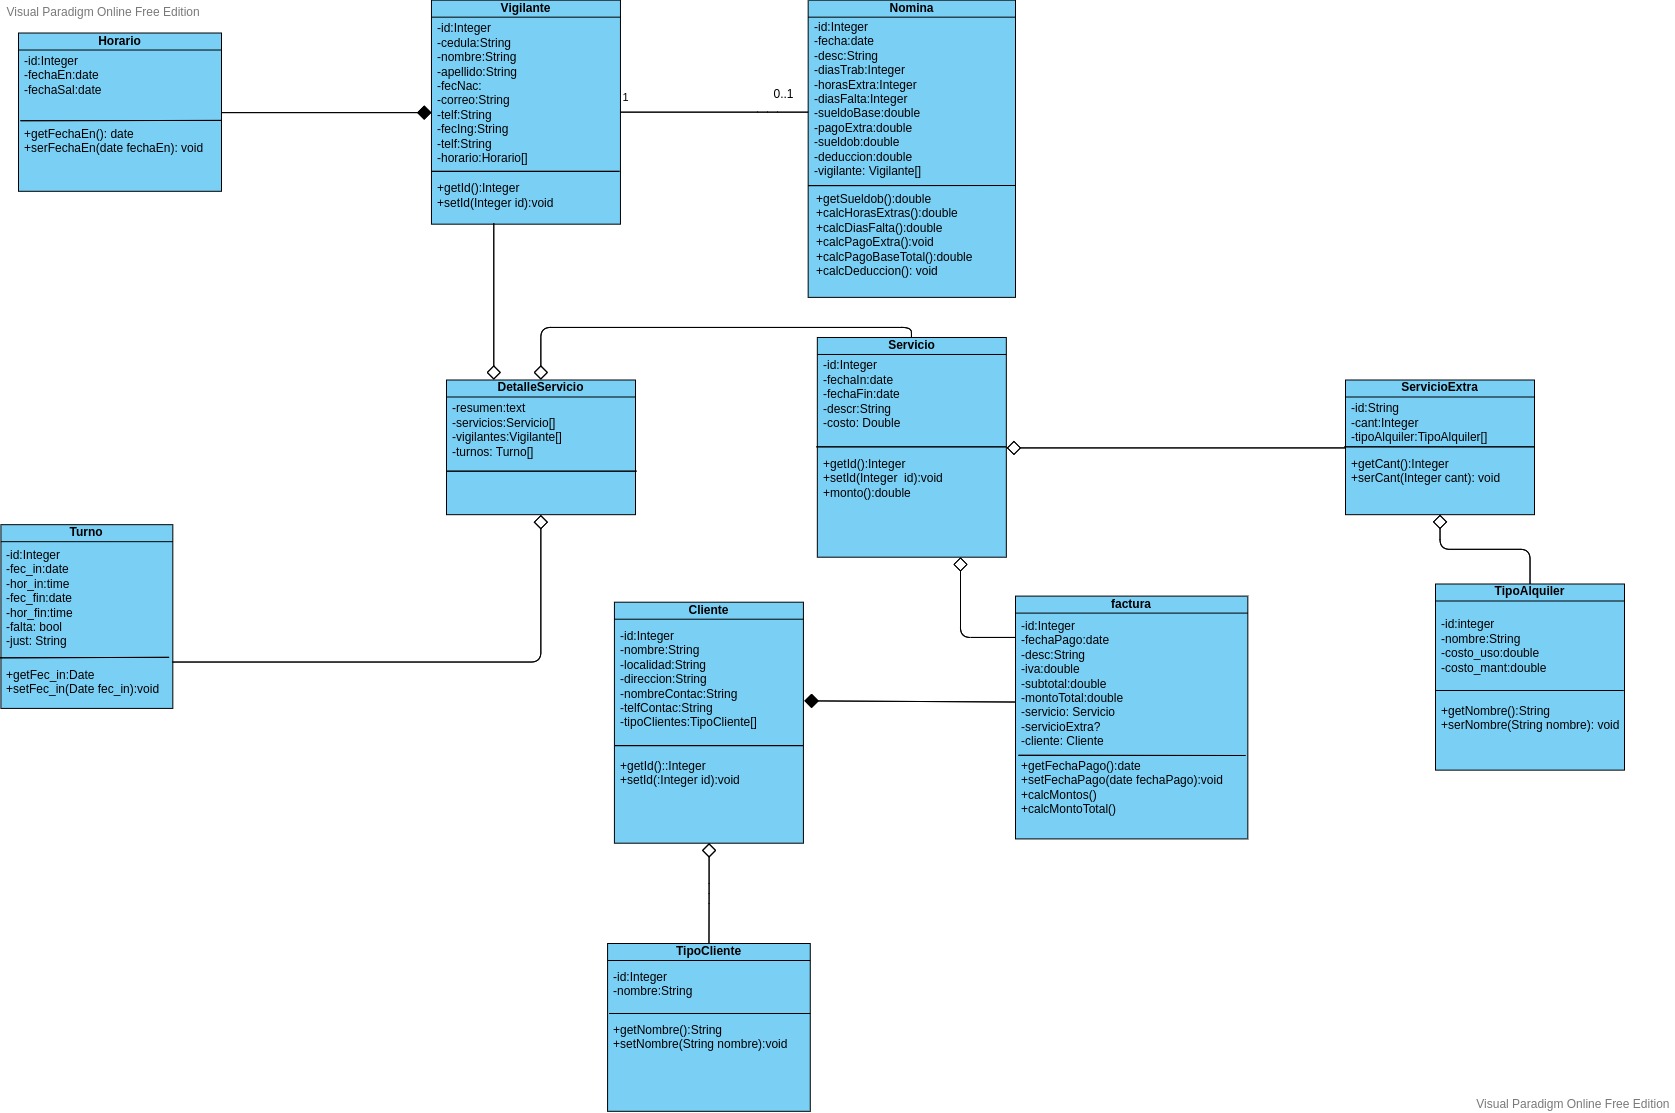 Visual Paradigm Online Free Edition
Horario
-id:Integer
-fechaEn:date
-fechaSal:date
+getFechaEn(): date
+serFechaEn(date fechaEn): void
Vigilante
-id:Integer
-cedula:String
-nombre:String
-apellido:String
-fecNac:
-correo:String
-telf:String
-fecIng:String
-telf:String
-horario:Horario[]
+getId():Integer
+setId(Integer id):void
1
0..1
Nomina
-id:Integer
-fecha:date
-desc:String
-diasTrab:Integer
-horasExtra:Integer
-diasFalta:Integer
-sueldoBase:double
-pagoExtra:double
-sueldob:double
-deduccion:double
-vigilante: Vigilante[]
+getSueldob():double
+calcHorasExtras():double
+calcDiasFalta():double
+calcPagoExtra():void
+calcPagoBaseTotal():double
+calcDeduccion(): void
DetalleServicio
-resumen:text
-servicios:Servicio[]
-vigilantes:Vigilante[]
-turnos: Turno[]
Servicio
-id:Integer
-fechaIn:date
-fechaFin:date
-descr:String
-costo: Double
+getId():Integer
+setId(Integer  id):void
+monto():double
ServicioExtra
-id:String
-cant:Integer
-tipoAlquiler:TipoAlquiler[]
+getCant():Integer
+serCant(Integer cant): void
Turno
-id:Integer
-fec_in:date
-hor_in:time
-fec_fin:date
-hor_fin:time
-falta: bool
-just: String
+getFec_in:Date
+setFec_in(Date fec_in):void
Cliente
-id:Integer
-nombre:String
-localidad:String
-direccion:String
-nombreContac:String
-telfContac:String
-tipoClientes:TipoCliente[]
+getId()::Integer
+setId(:Integer id):void
factura
-id:Integer
-fechaPago:date
-desc:String
-iva:double
-subtotal:double
-montoTotal:double
-servicio: Servicio
-servicioExtra?
-cliente: Cliente
+getFechaPago():date
+setFechaPago(date fechaPago):void
+calcMontos()
+calcMontoTotal()
TipoAlquiler
-id:integer
-nombre:String
-costo_uso:double
-costo_mant:double
+getNombre():String
+serNombre(String nombre): void
TipoCliente
-id:Integer
-nombre:String
+getNombre():String
+setNombre(String nombre):void
Visual Paradigm Online Free Edition